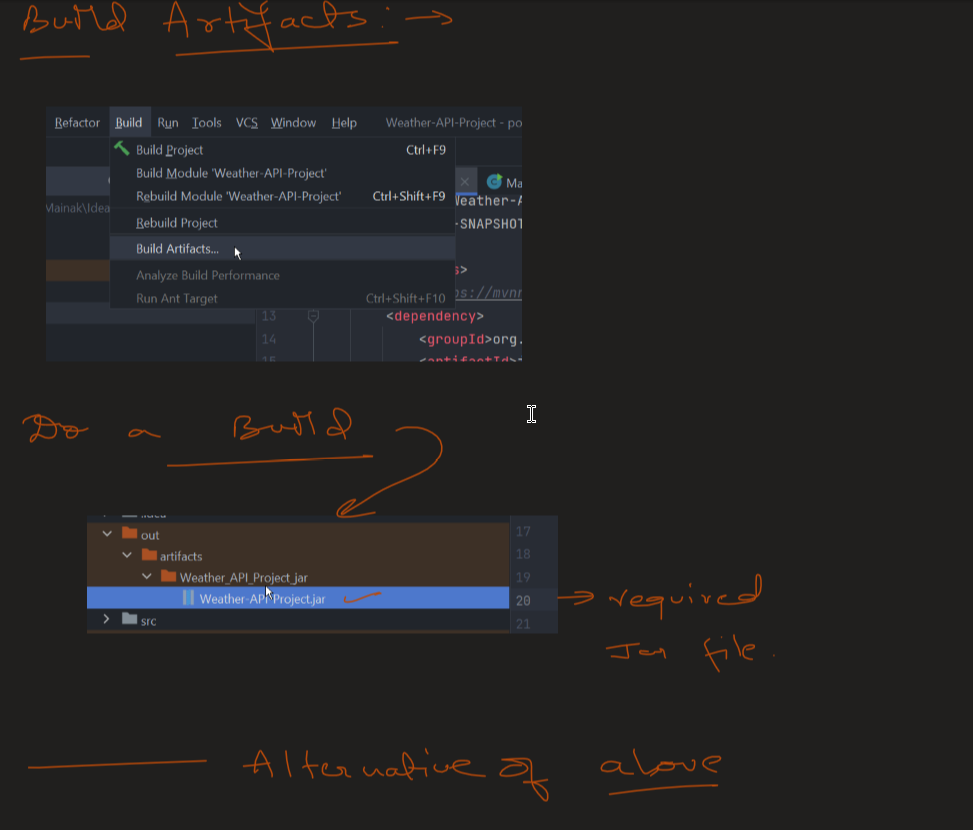 Build Artifacts: →
Refactor Build Run Tools VCS Window Help Weather-API-Project - po
Build Project Ctrl+F9
Build Module 'Weather-API-Project'
Rebuild Module 'Weather-API-Project' Ctrl+Shift+F9
Ma
Mainak\Idea
Weather-A
Rebuild Project
-SNAPSHOT
Build Artifacts...
s>
Analyze Build Performance
ps://mvnr
Run Ant Target Ctrl+Shift+F10
13 <dependency>
14 <groupId>org.
15 <artifactId>
Do a Build
.idea
out 17
artifacts 18
Weather_API_Project_jar 19
Weather-API-Project.jar 20 → required
src 21
Jar file.
Alternative of above